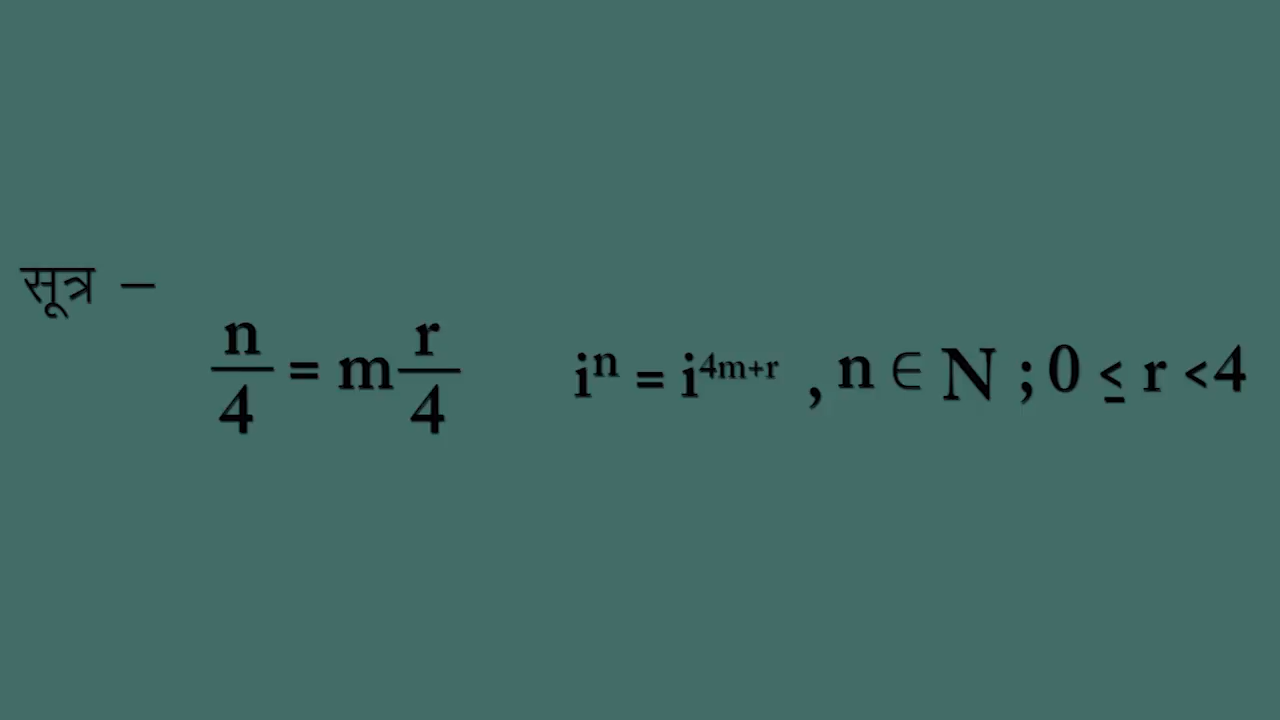 सूत्र –
n/4 = m r/4    iⁿ = i⁴ᵐ⁺ʳ , n ∈ N ; 0 ≤ r <4